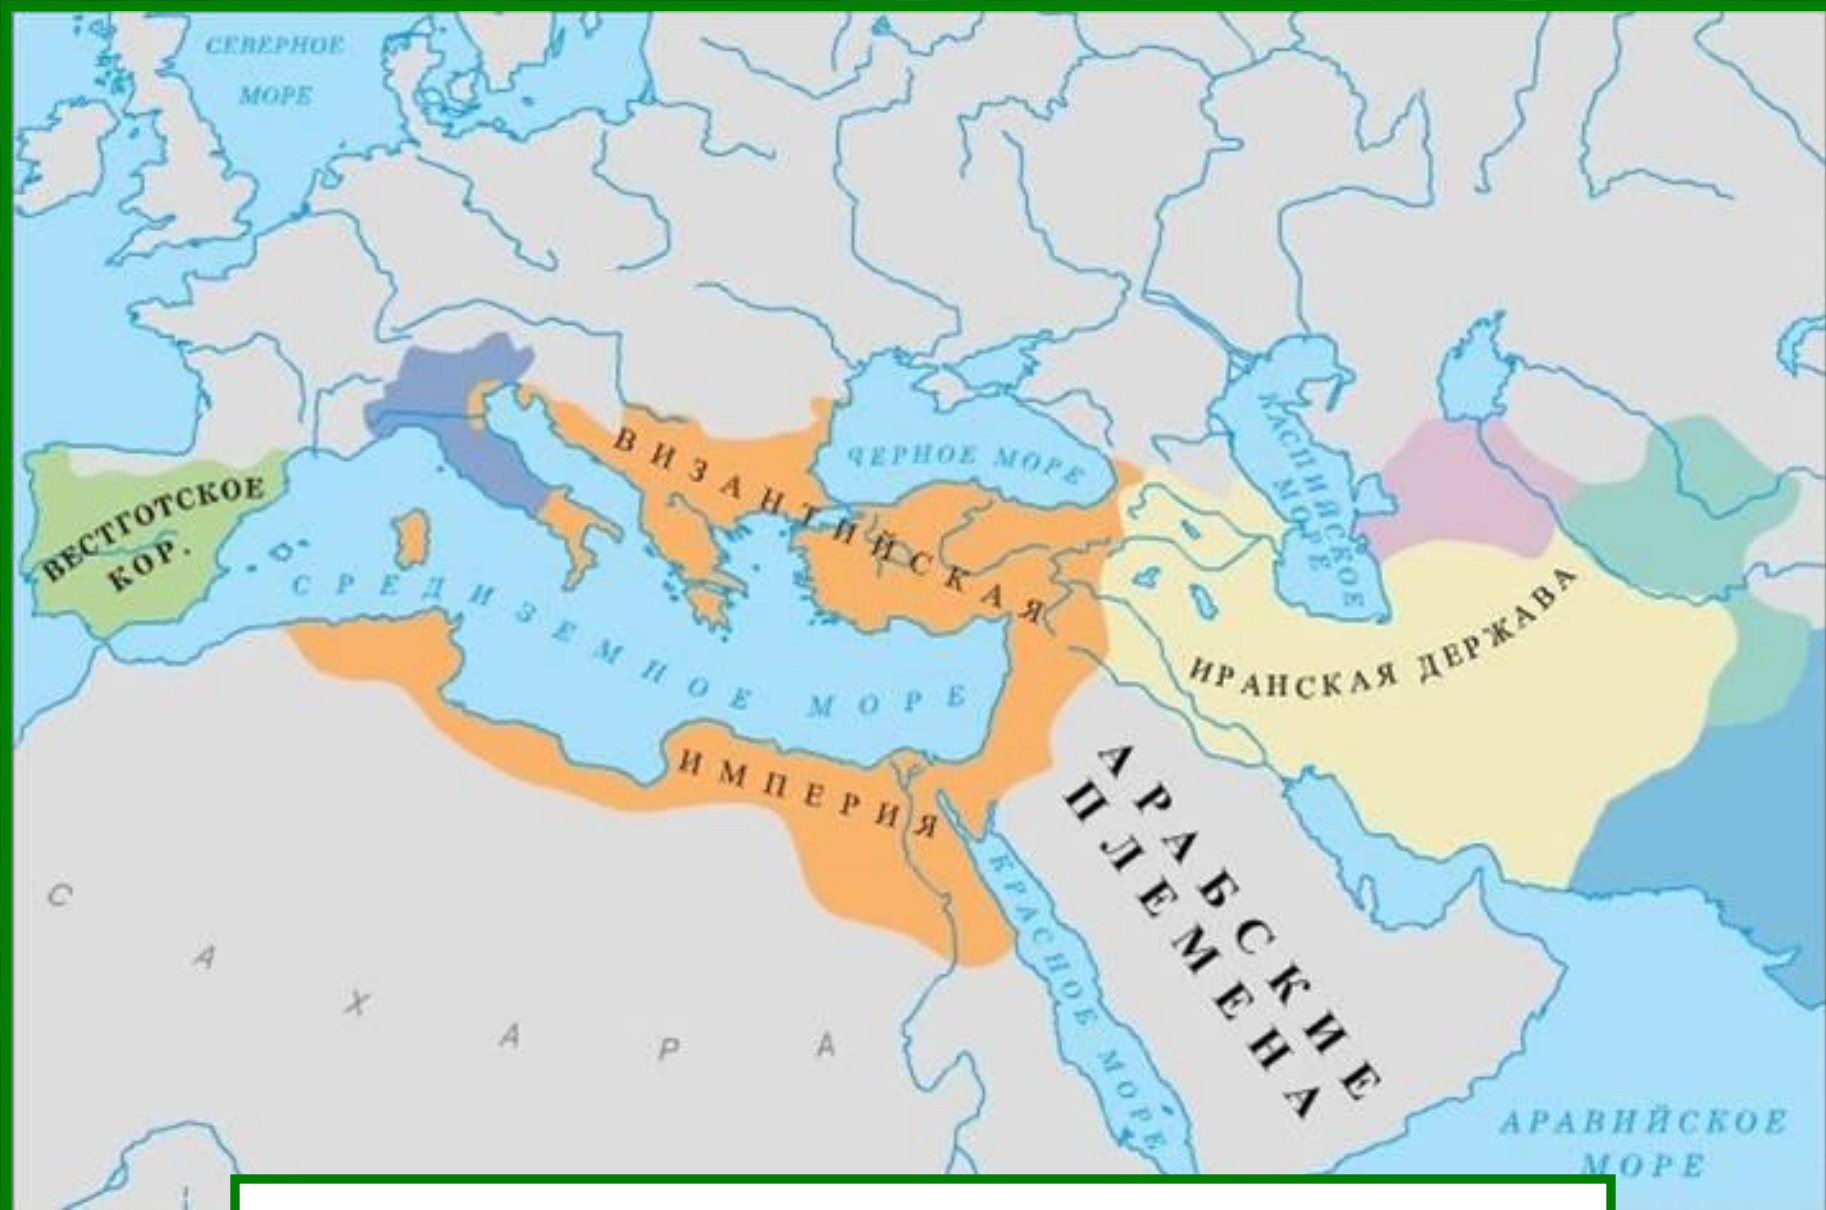 СЕВЕРНОЕ
МОРЕ
ВЕСТГОТСКОЕ
КОР.
ВИЗАНТИЙСКАЯ
ИМПЕРИЯ
ЧЕРНОЕ МОРЕ
КАСПИЙСКОЕ
МОРЕ
СРЕДИЗЕМНОЕ МОРЕ
ИРАНСКАЯ ДЕРЖАВА
АРАБСКИЕ
ПЛЕМЕНА
КРАСНОЕ МОРЕ
САХАРА
АРАВИЙСКОЕ
МОРЕ